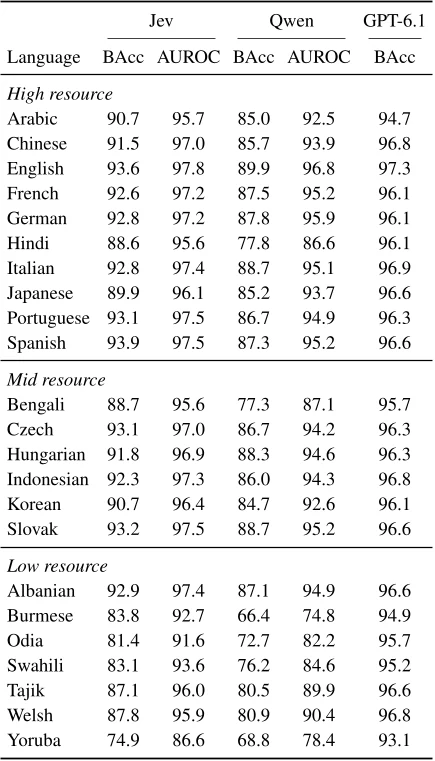 Jev Qwen GPT-6.1
Language BAcc AUROC BAcc AUROC BAcc
High resource
Arabic 90.7 95.7 85.0 92.5 94.7
Chinese 91.5 97.0 85.7 93.9 96.8
English 93.6 97.8 89.9 96.8 97.3
French 92.6 97.2 87.5 95.2 96.1
German 92.8 97.2 87.8 95.9 96.1
Hindi 88.6 95.6 77.8 86.6 96.1
Italian 92.8 97.4 88.7 95.1 96.9
Japanese 89.9 96.1 85.2 93.7 96.6
Portuguese 93.1 97.5 86.7 94.9 96.3
Spanish 93.9 97.5 87.3 95.2 96.6
Mid resource
Bengali 88.7 95.6 77.3 87.1 95.7
Czech 93.1 97.0 86.7 94.2 96.3
Hungarian 91.8 96.9 88.3 94.6 96.3
Indonesian 92.3 97.3 86.0 94.3 96.8
Korean 90.7 96.4 84.7 92.6 96.1
Slovak 93.2 97.5 88.7 95.2 96.6
Low resource
Albanian 92.9 97.4 87.1 94.9 96.6
Burmese 83.8 92.7 66.4 74.8 94.9
Odia 81.4 91.6 72.7 82.2 95.7
Swahili 83.1 93.6 76.2 84.6 95.2
Tajik 87.1 96.0 80.5 89.9 96.6
Welsh 87.8 95.9 80.9 90.4 96.8
Yoruba 74.9 86.6 68.8 78.4 93.1